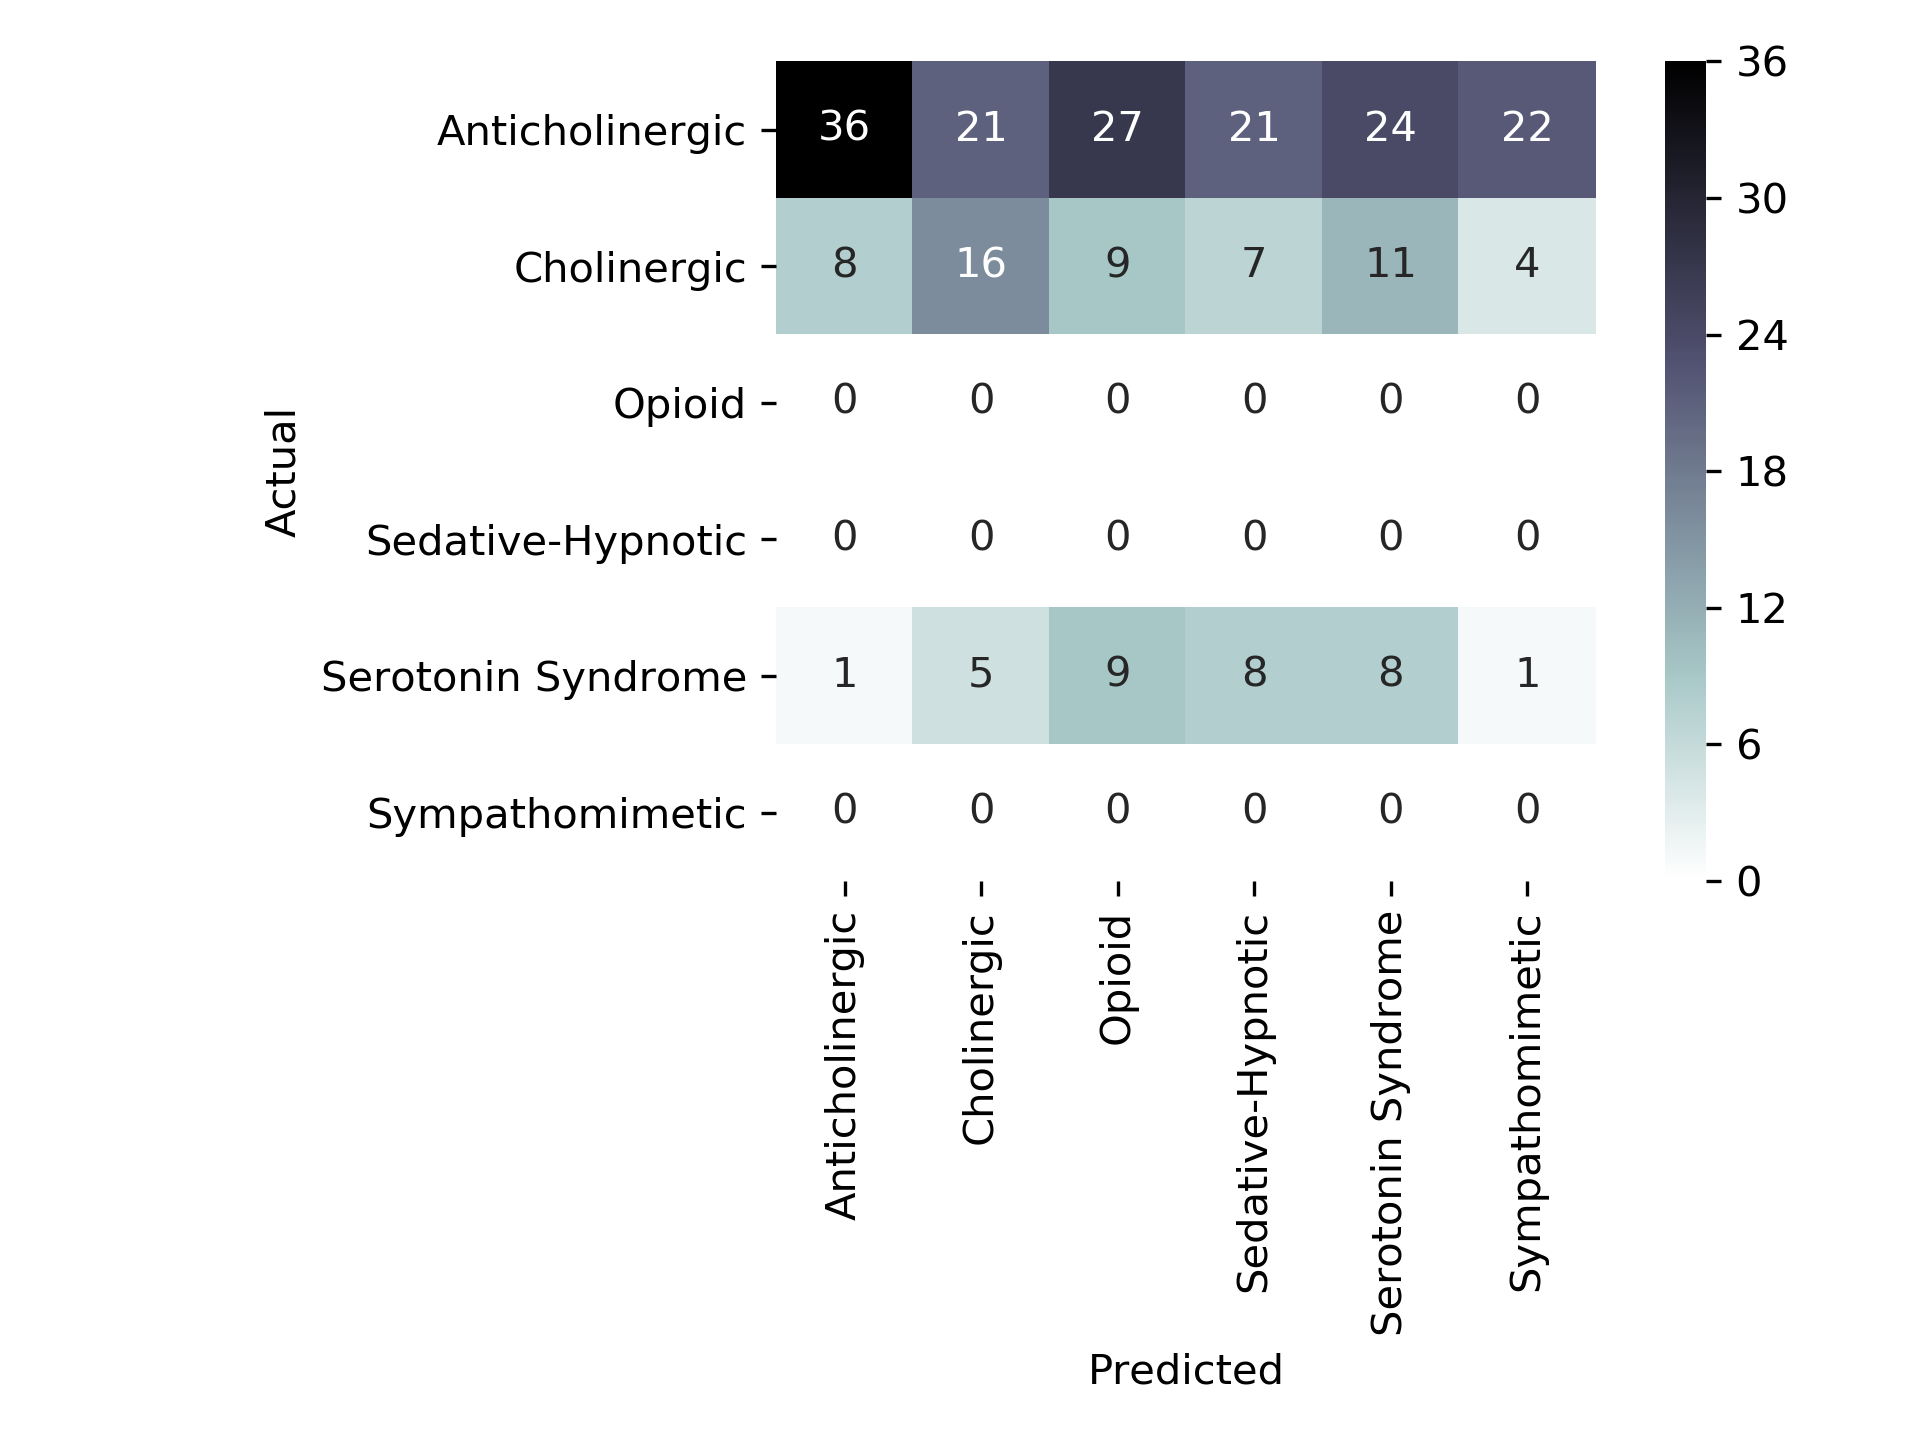 Actual
Anticholinergic 36 21 27 21 24 22
Cholinergic 8 16 9 7 11 4
Opioid 0 0 0 0 0 0
Sedative-Hypnotic 0 0 0 0 0 0
Serotonin Syndrome 1 5 9 8 8 1
Sympathomimetic 0 0 0 0 0 0
Anticholinergic
Cholinergic
Opioid
Sedative-Hypnotic
Serotonin Syndrome
Sympathomimetic
Predicted
36
30
24
18
12
6
0